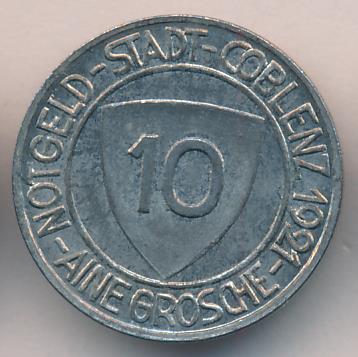 NOTGELD-STADT-COBLENZ 1921
-AINE GROSCHE-
10